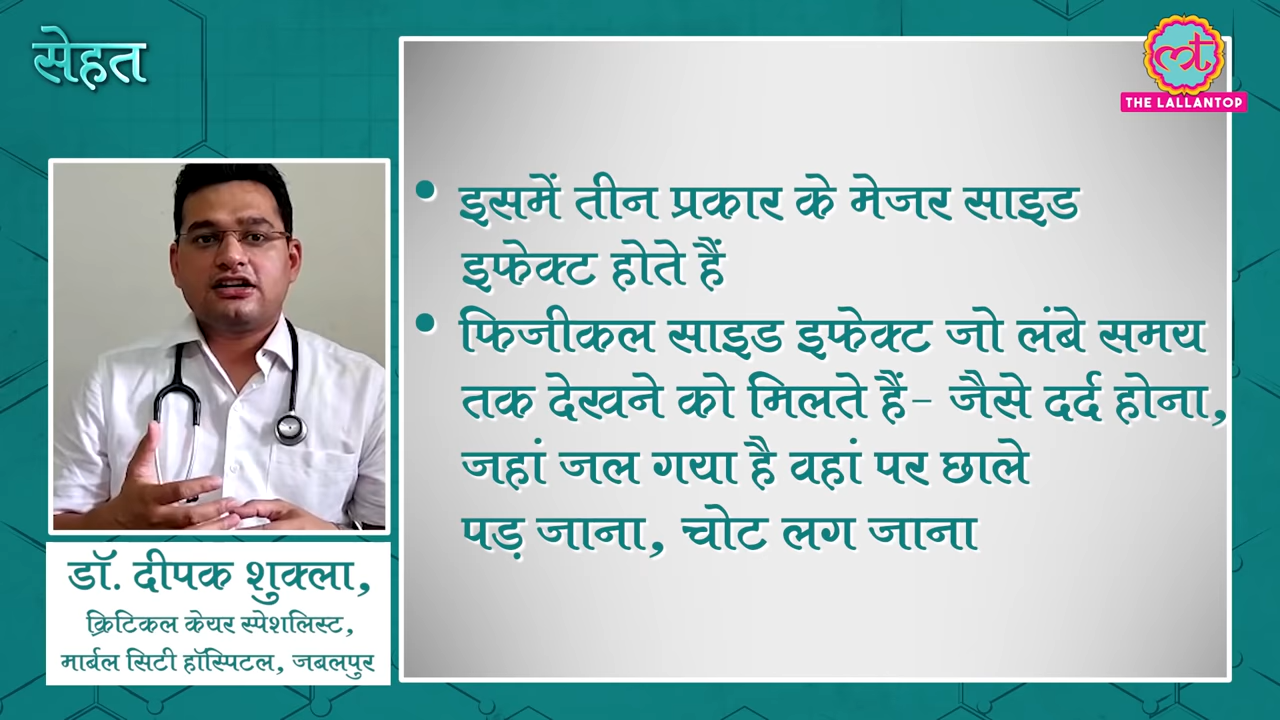 सेहत
THE LALLANTOP
• इसमें तीन प्रकार के मेजर साइड
इफेक्ट होते हैं
• फिजीकल साइड इफेक्ट जो लंबे समय
तक देखने को मिलते हैं- जैसे दर्द होना,
जहां जल गया है वहां पर छाले
पड़ जाना, चोट लग जाना
डॉ. दीपक शुक्ला,
क्रिटिकल केयर स्पेशलिस्ट,
मार्बल सिटी हॉस्पिटल, जबलपुर